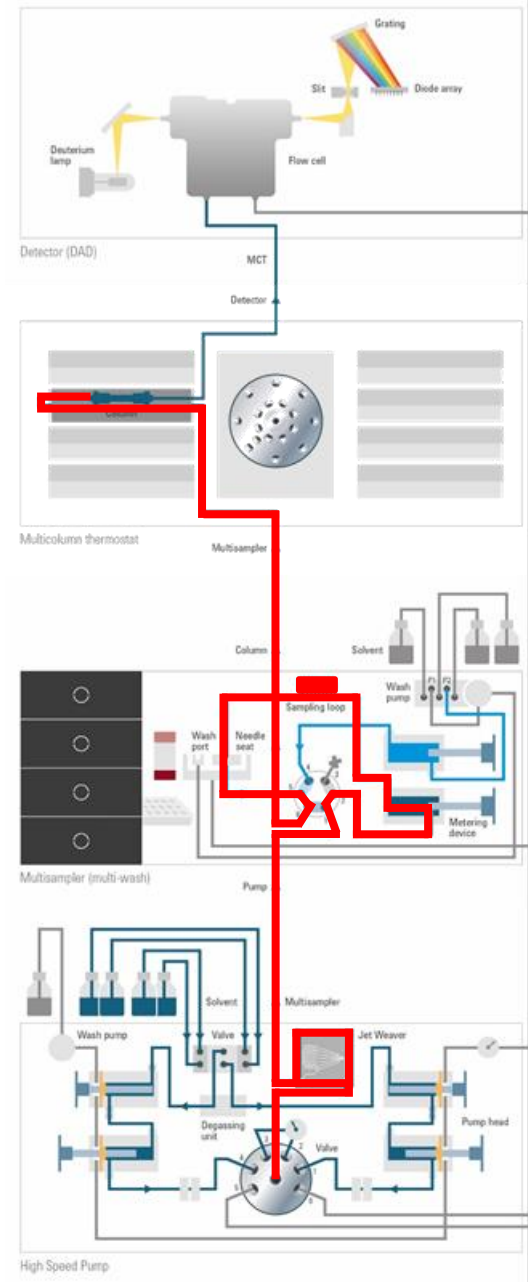 Grating
Slit
Diode array
Deuterium
lamp
Flow cell
Detector (DAD)
MCT
Detector
Column
Multicolumn thermostat
Multisampler
Column
Solvent
Wash
pump
Sampling loop
Wash
port
Needle
seat
Metering
device
Multisampler (multi-wash)
Pump
Solvent
Multisampler
Wash pump
Valve
Jet Weaver
Degassing
unit
Valve
Pump head
High Speed Pump